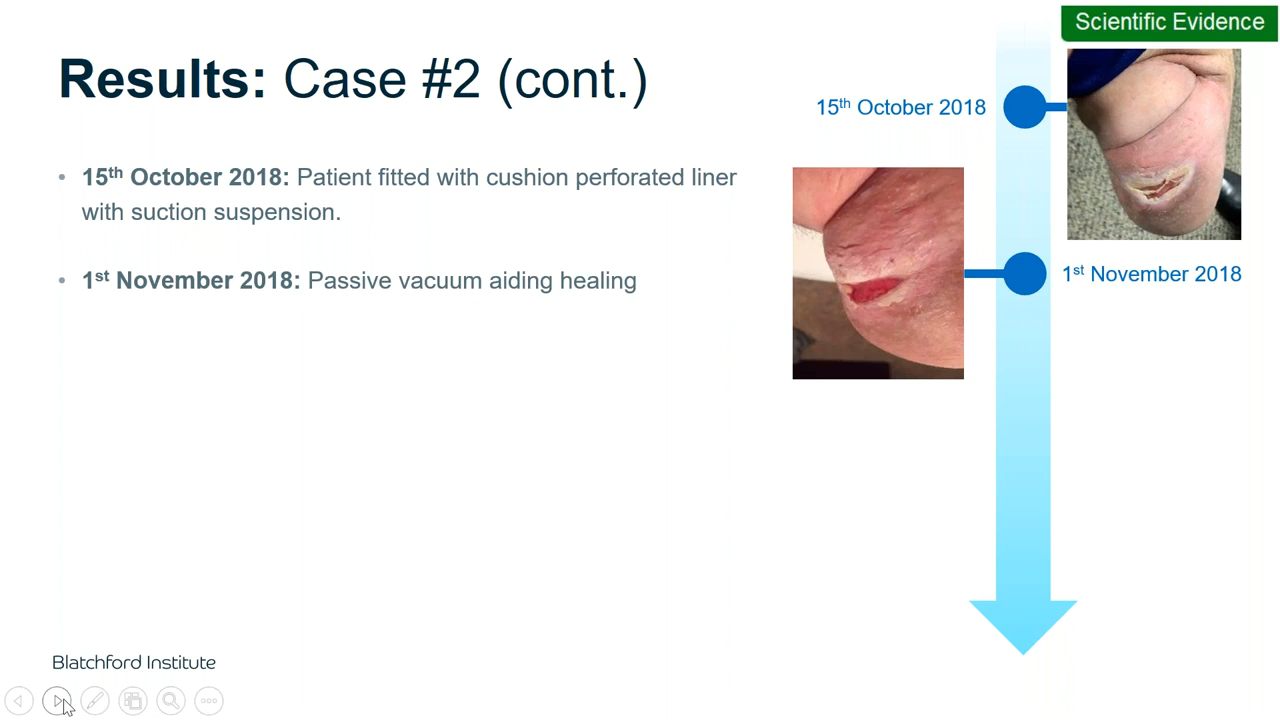 Scientific Evidence
Results: Case #2 (cont.)
15th October 2018
15th October 2018: Patient fitted with cushion perforated liner
with suction suspension.
1st November 2018: Passive vacuum aiding healing
1st November 2018
Blatchford Institute